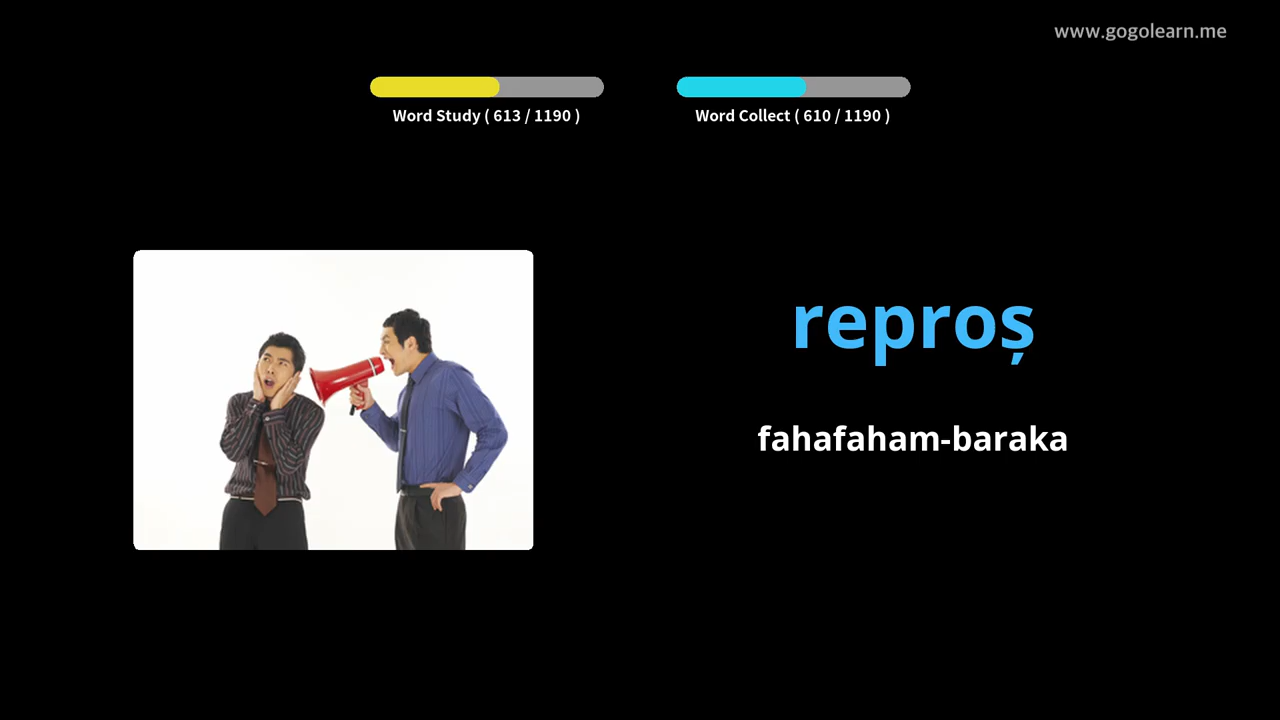 www.gogolearn.me
Word Study ( 613 / 1190 )
Word Collect ( 610 / 1190 )
reproș
fahafaham-baraka